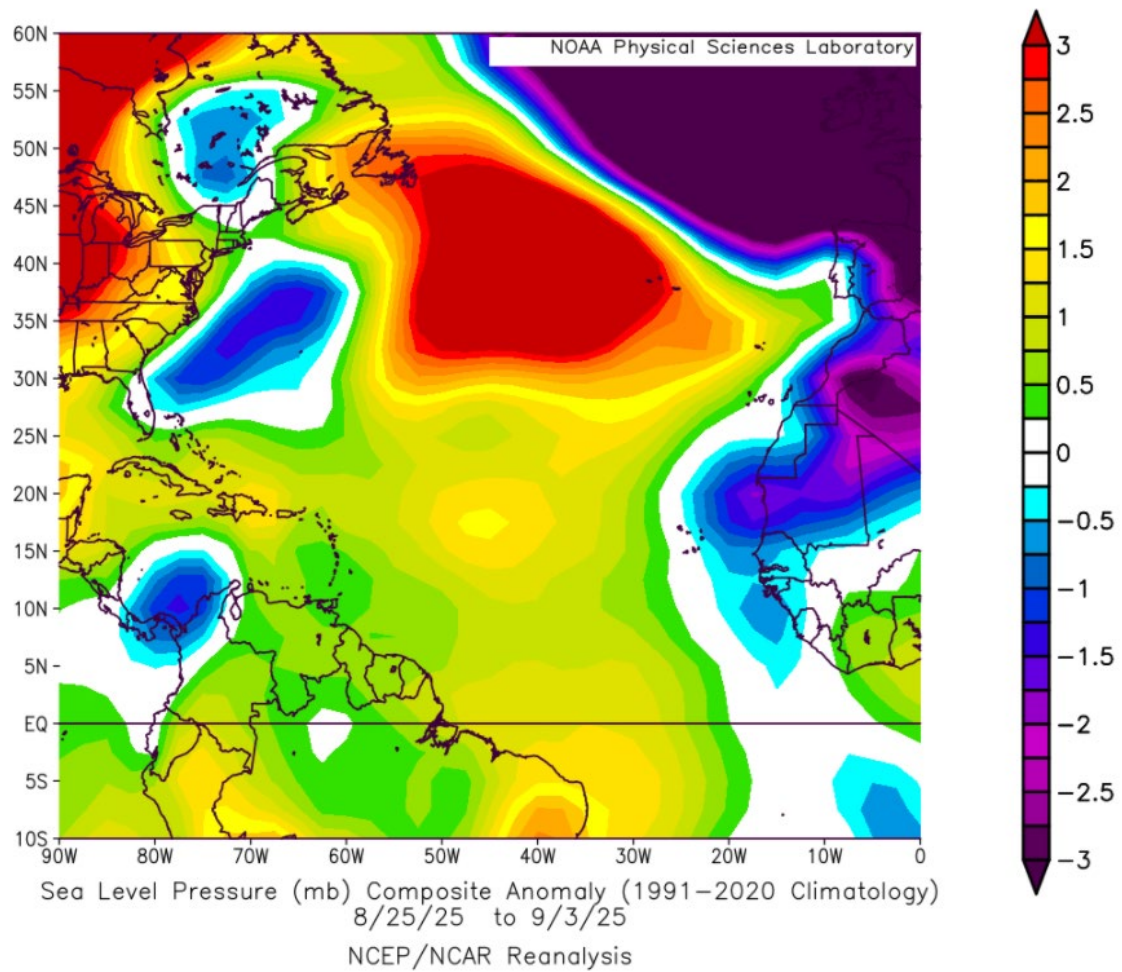 NOAA Physical Sciences Laboratory
60N
55N
50N
45N
40N
35N
30N
25N
20N
15N
10N
5N
EQ
5S
10S
90W 80W 70W 60W 50W 40W 30W 20W 10W 0
3
2.5
2
1.5
1
0.5
0
-0.5
-1
-1.5
-2
-2.5
-3
Sea Level Pressure (mb) Composite Anomaly (1991-2020 Climatology)
8/25/25 to 9/3/25
NCEP/NCAR Reanalysis